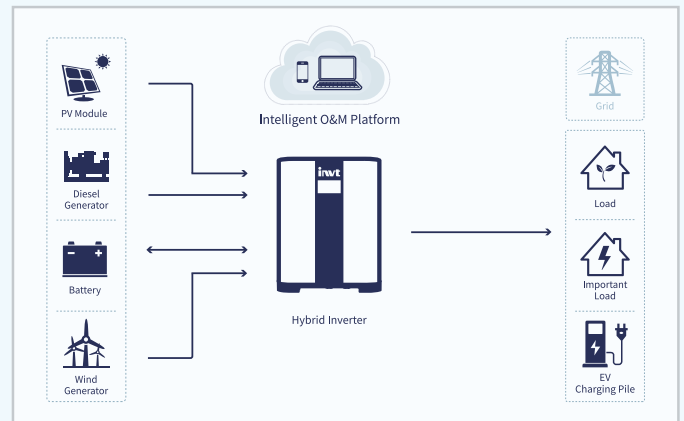 PV Module
Diesel
Generator
Battery
Wind
Generator
Intelligent O&M Platform
invt
Hybrid Inverter
Grid
Load
Important
Load
EV
Charging Pile